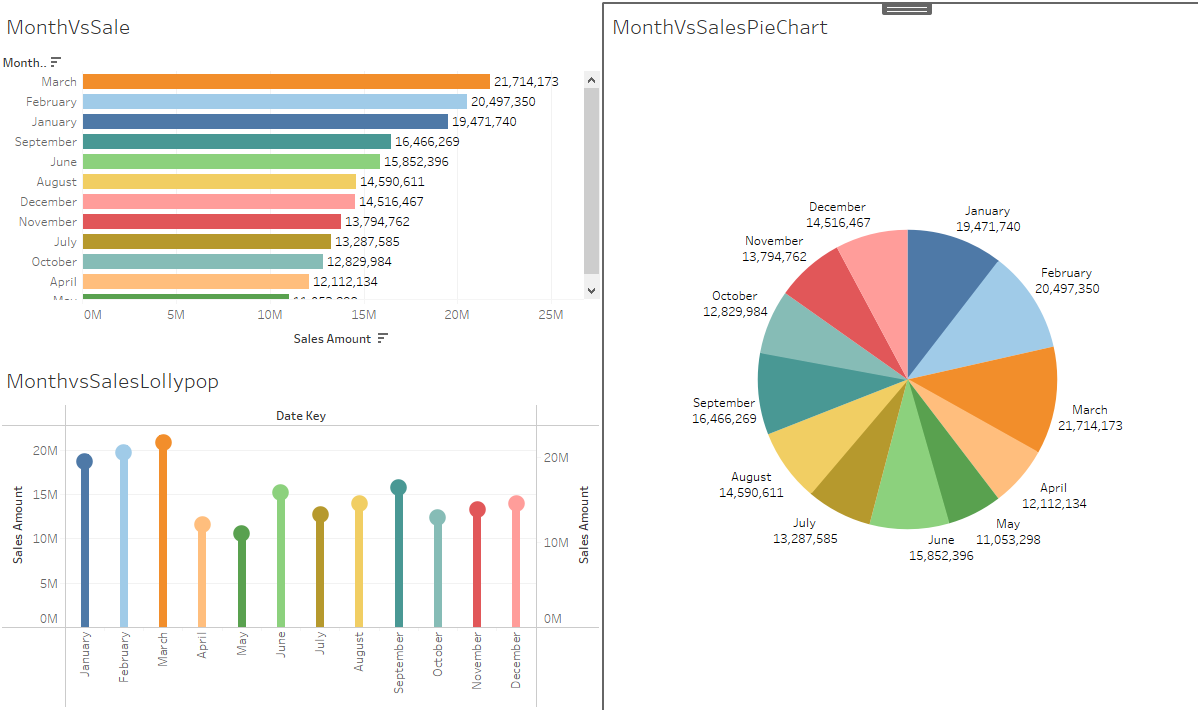 MonthVsSale
Month..
March 21,714,173
February 20,497,350
January 19,471,740
September 16,466,269
June 15,852,396
August 14,590,611
December 14,516,467
November 13,794,762
July 13,287,585
October 12,829,984
April 12,112,134
May 11,053,298
0M 5M 10M 15M 20M 25M
Sales Amount
MonthvsSalesLollypop
Date Key
20M
15M
10M
5M
0M
Sales Amount
20M
10M
0M
Sales Amount
January February March April May June July August September October November December
MonthVsSalesPieChart
January
19,471,740
February
20,497,350
March
21,714,173
April
12,112,134
May
11,053,298
June
15,852,396
July
13,287,585
August
14,590,611
September
16,466,269
October
12,829,984
November
13,794,762
December
14,516,467